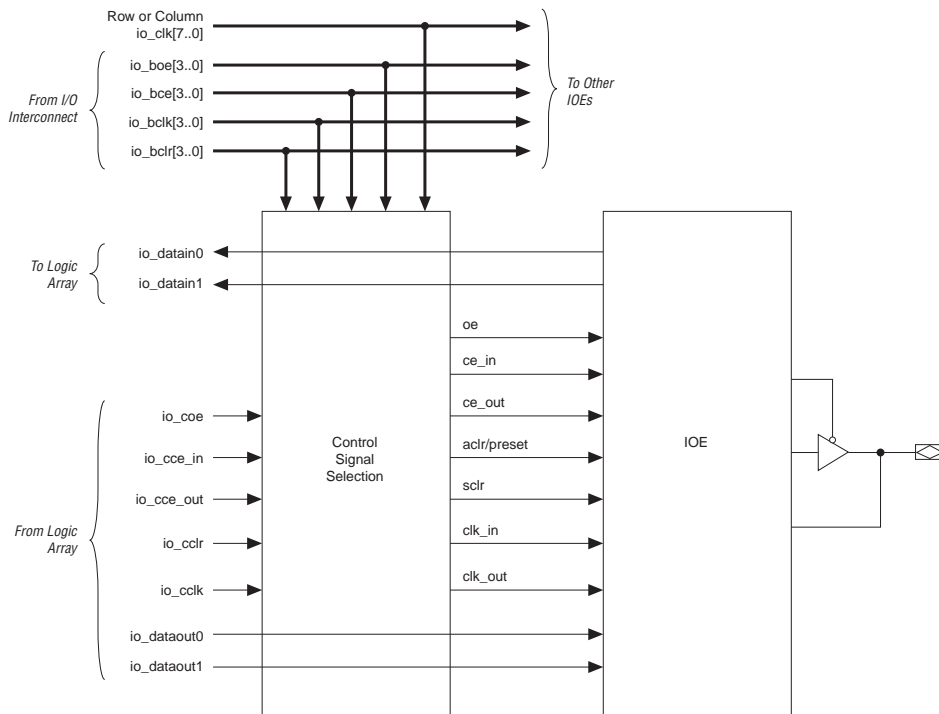 Row or Column
io_clk[7..0]
io_boe[3..0]
From I/O
Interconnect
io_bce[3..0]
io_bclk[3..0]
io_bclr[3..0]
To Other
IOEs
To Logic
Array
io_datain0
io_datain1
oe
ce_in
ce_out
aclr/preset
sclr
clk_in
clk_out
Control
Signal
Selection
IOE
From Logic
Array
io_coe
io_cce_in
io_cce_out
io_cclr
io_cclk
io_dataout0
io_dataout1